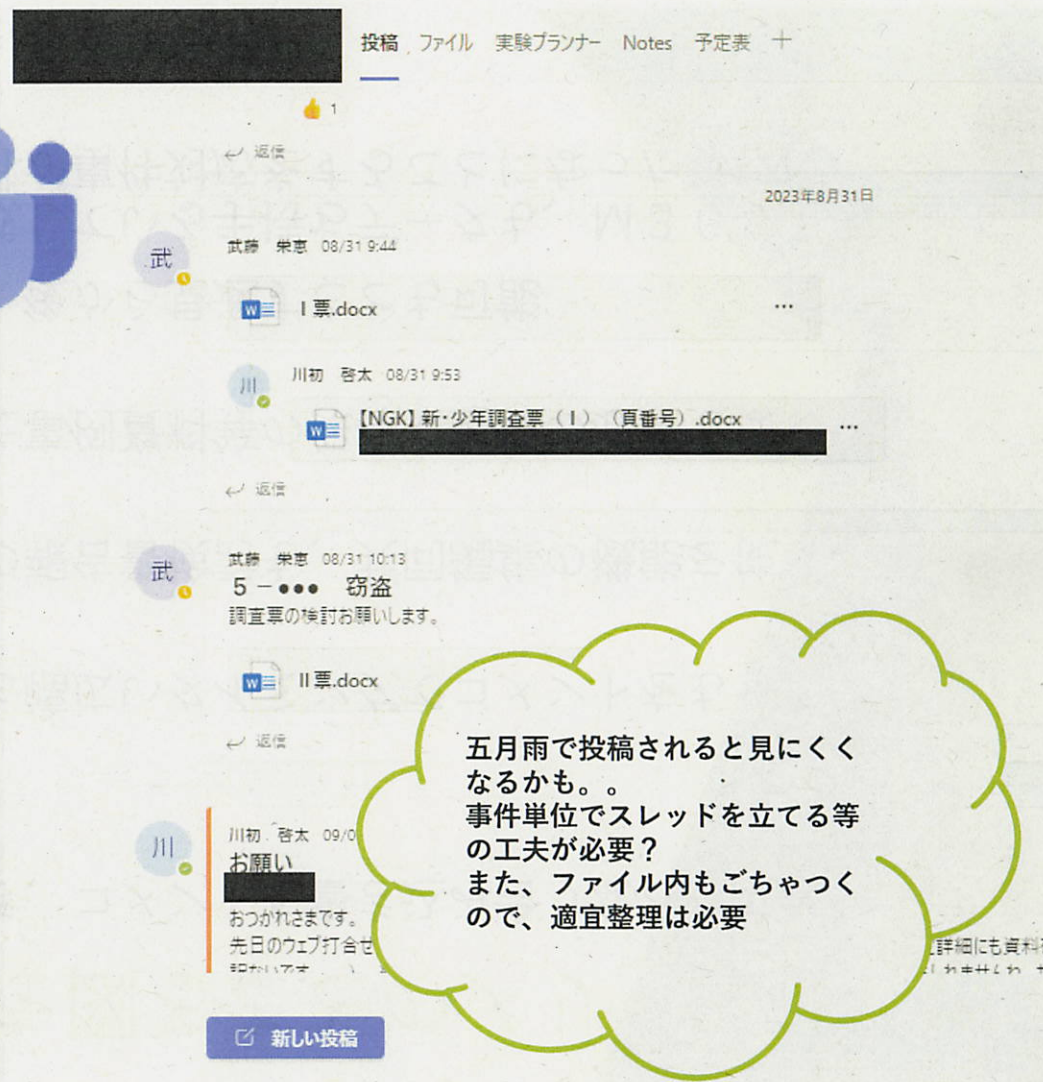 投稿 ファイル 実験プランナー Notes 予定表 +
1
返信
2023年8月31日
武
武藤 栄恵 08/31 9:44
Ⅰ票.docx
川
川初 啓太 08/31 9:53
【NGK】新・少年調査票（Ⅰ）（頁番号）.docx
返信
武
武藤 栄恵 08/31 10:13
5－●●● 窃盗
調査票の検討お願いします。
Ⅱ票.docx
返信
川
川初 啓太 09/0
お願い
おつかれさまです。
先日のウェブ打合せ
詳細にも資料
新しい投稿
五月雨で投稿されると見にくく
なるかも。。
事件単位でスレッドを立てる等
の工夫が必要？
また、ファイル内もごちゃつく
ので、適宜整理は必要